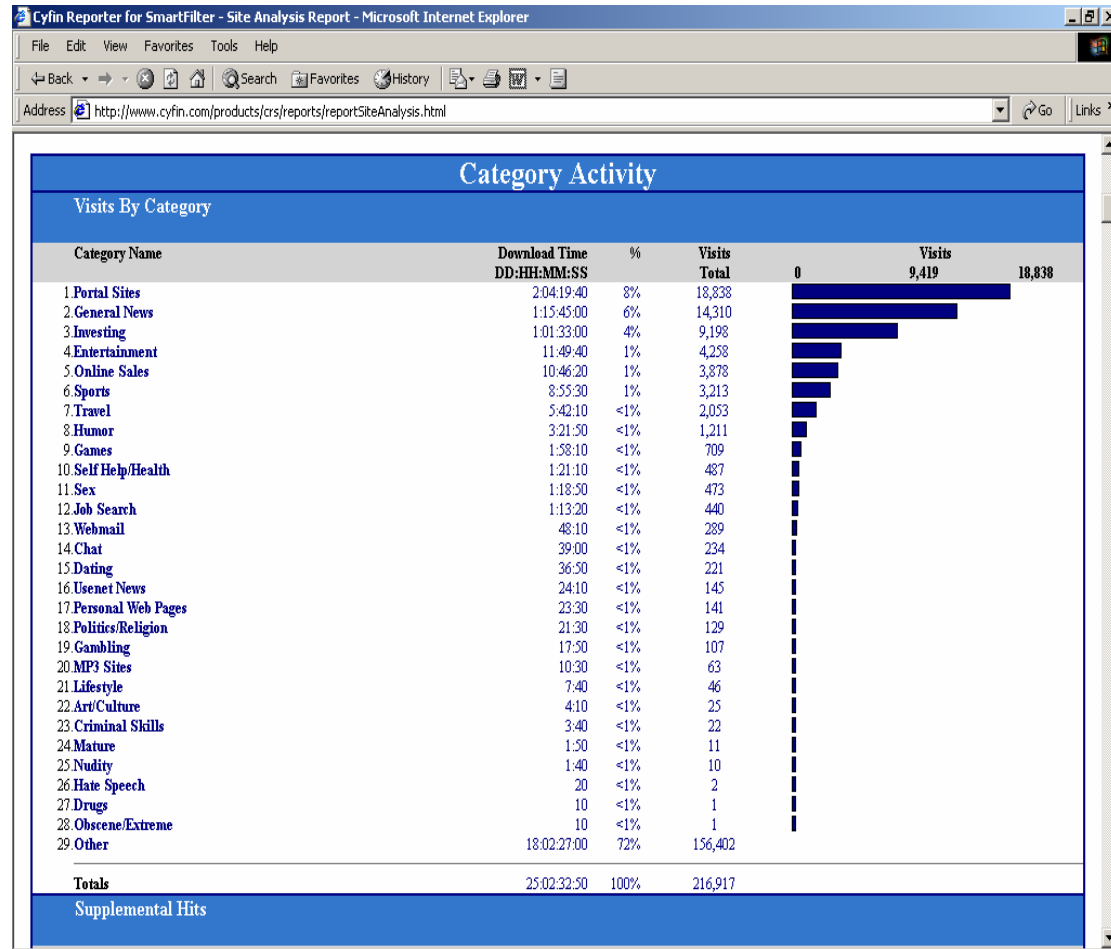 Cyfin Reporter for SmartFilter - Site Analysis Report - Microsoft Internet Explorer
File Edit View Favorites Tools Help
Back Search Favorites History
Address http://www.cyfin.com/products/crs/reports/reportSiteAnalysis.html Go Links
Category Activity
Visits By Category
Category Name Download Time % Visits Visits
DD:HH:MM:SS Total 0 9,419 18,838
1.Portal Sites 2:04:19:40 8% 18,838
2.General News 1:15:45:00 6% 14,310
3.Investing 1:01:33:00 4% 9,198
4.Entertainment 11:49:40 1% 4,258
5.Online Sales 10:46:20 1% 3,878
6.Sports 8:55:30 1% 3,213
7.Travel 5:42:10 <1% 2,053
8.Humor 3:21:50 <1% 1,211
9.Games 1:58:10 <1% 709
10.Self Help/Health 1:21:10 <1% 487
11.Sex 1:18:50 <1% 473
12.Job Search 1:13:20 <1% 440
13.Webmail 48:10 <1% 289
14.Chat 39:00 <1% 234
15.Dating 36:50 <1% 221
16.Usenet News 24:10 <1% 145
17.Personal Web Pages 23:30 <1% 141
18.Politics/Religion 21:30 <1% 129
19.Gambling 17:50 <1% 107
20.MP3 Sites 10:30 <1% 63
21.Lifestyle 7:40 <1% 46
22.Art/Culture 4:10 <1% 25
23.Criminal Skills 3:40 <1% 22
24.Mature 1:50 <1% 11
25.Nudity 1:40 <1% 10
26.Hate Speech 20 <1% 2
27.Drugs 10 <1% 1
28.Obscene/Extreme 10 <1% 1
29.Other 18:02:27:00 72% 156,402
Totals 25:02:32:50 100% 216,917
Supplemental Hits